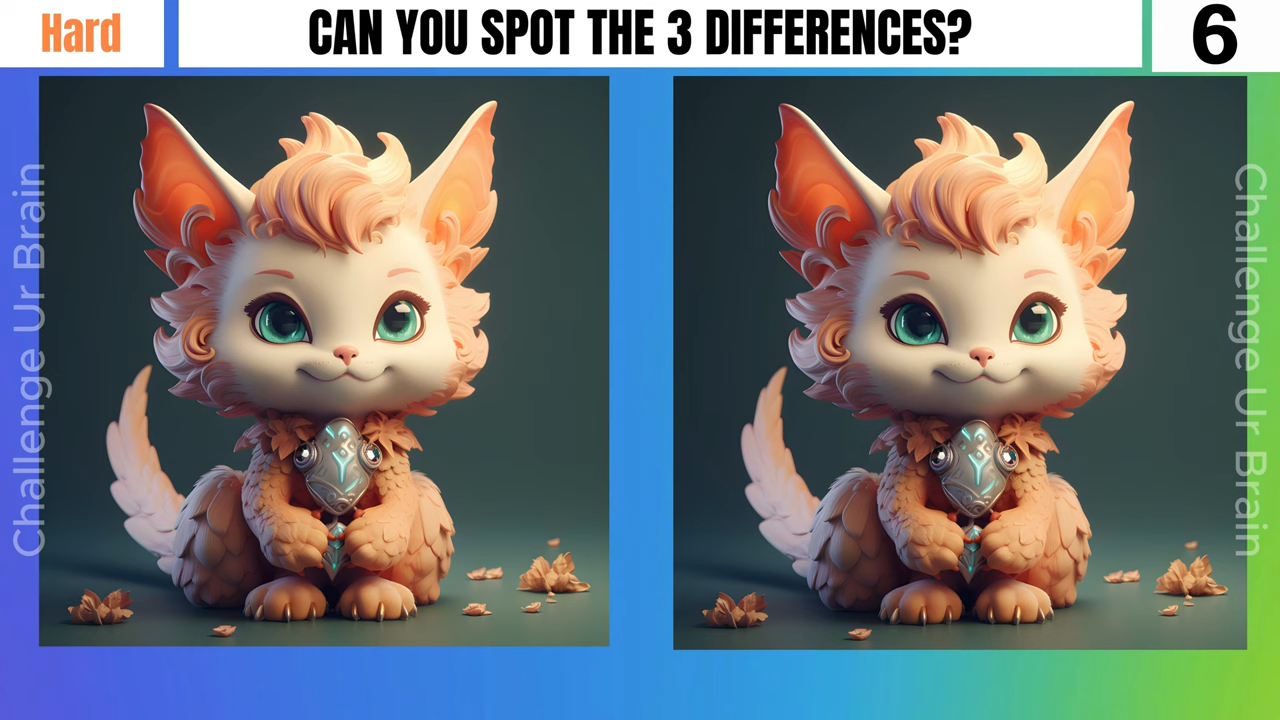 Hard
CAN YOU SPOT THE 3 DIFFERENCES?
6
Challenge Ur Brain
Challenge Ur Brain